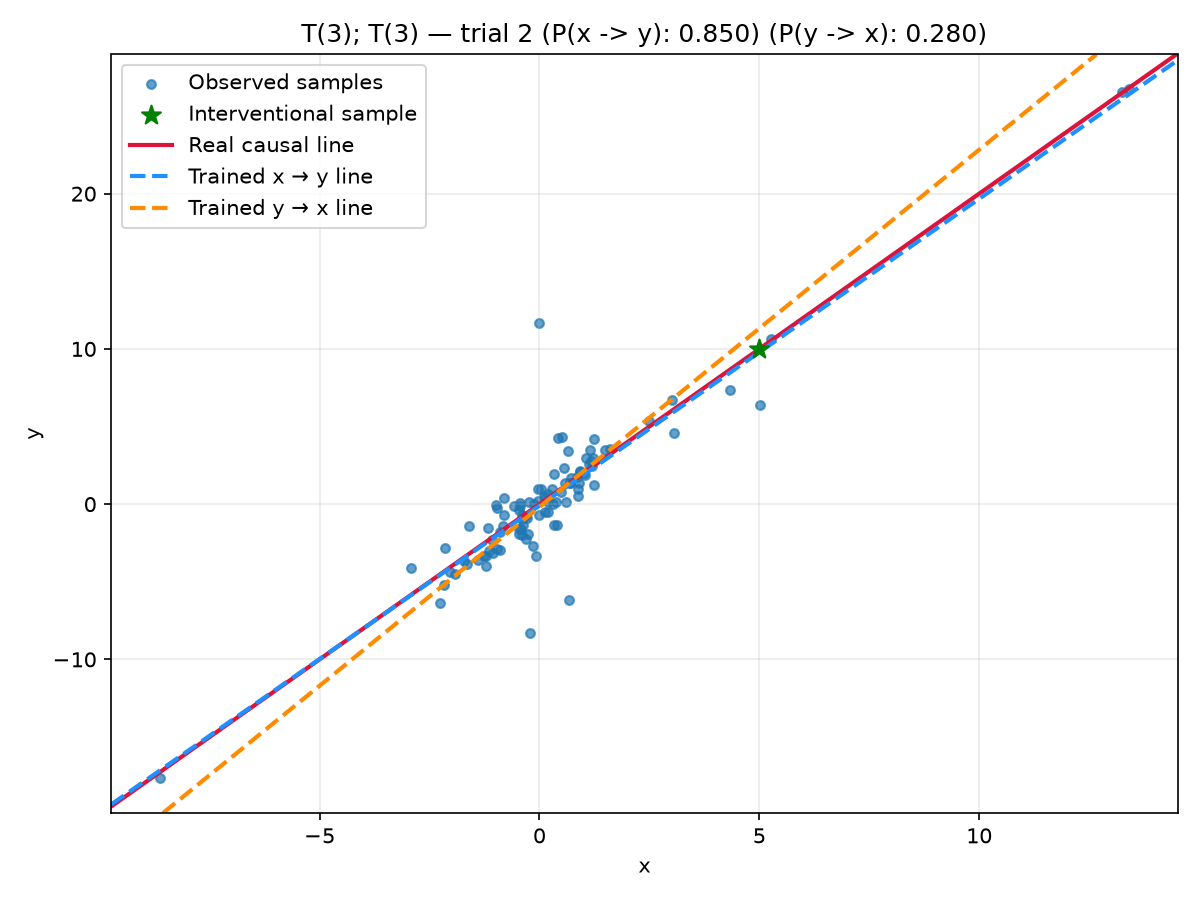 T(3); T(3) — trial 2 (P(x -> y): 0.850) (P(y -> x): 0.280)
Observed samples
Interventional sample
Real causal line
Trained x → y line
Trained y → x line
20
10
0
−10
y
−5
0
5
10
x